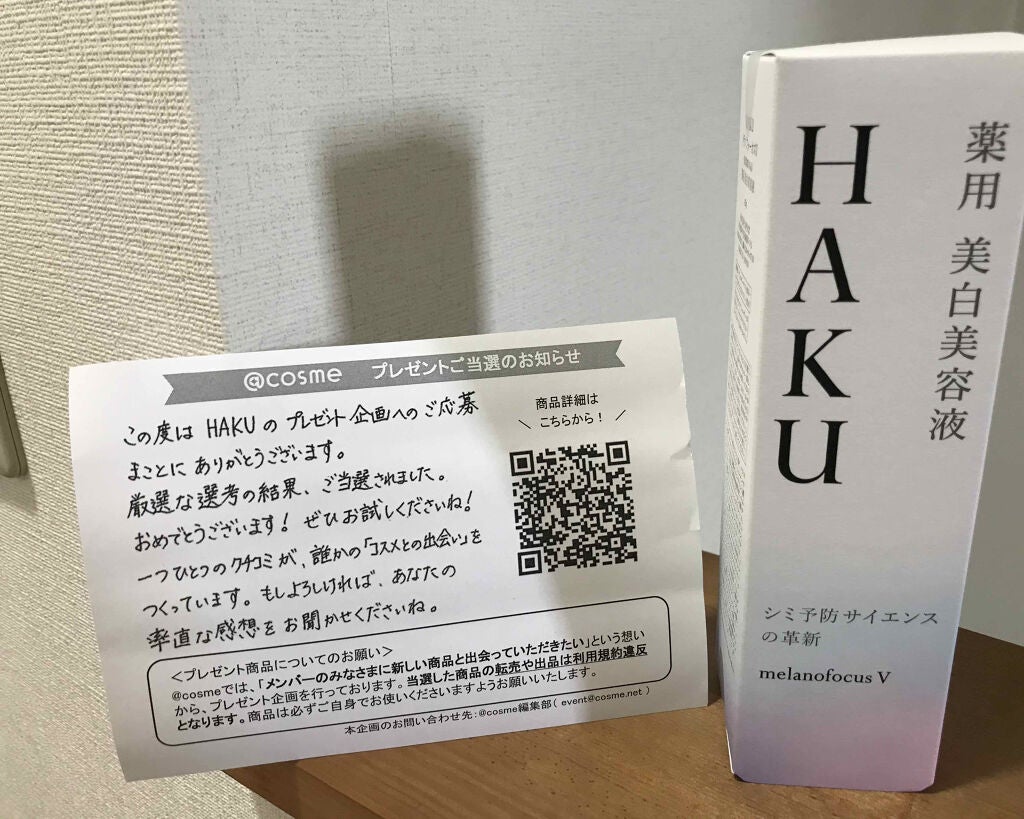 @cosme プレゼントご当選のお知らせ
この度は HAKU の プレゼント 企画へのご応募
まことに ありがとうございます。
厳選な選考の結果、ご当選されました。
おめでとうございます! ぜひお試しくださいね!
一つひとつのクチコミが、誰かの「コスメとの出会い」を
つくっています。もしよろしければ、あなたの
率直な感想を お聞かせくださいね。
商品詳細は
こちらから!
<プレゼント商品についてのお願い>
@cosmeでは、「メンバーのみなさまに新しい商品と出会っていただきたい」という想い
から、プレゼント企画を行っております。当選した商品の転売や出品は利用規約違反
となります。商品は必ずご自身でお使いくださいますようお願いいたします。
本企画のお問い合わせ先:@cosme編集部( event@cosme.net )
HAKU
薬用 美白美容液
シミ予防サイエンス
の革新
melanofocus V